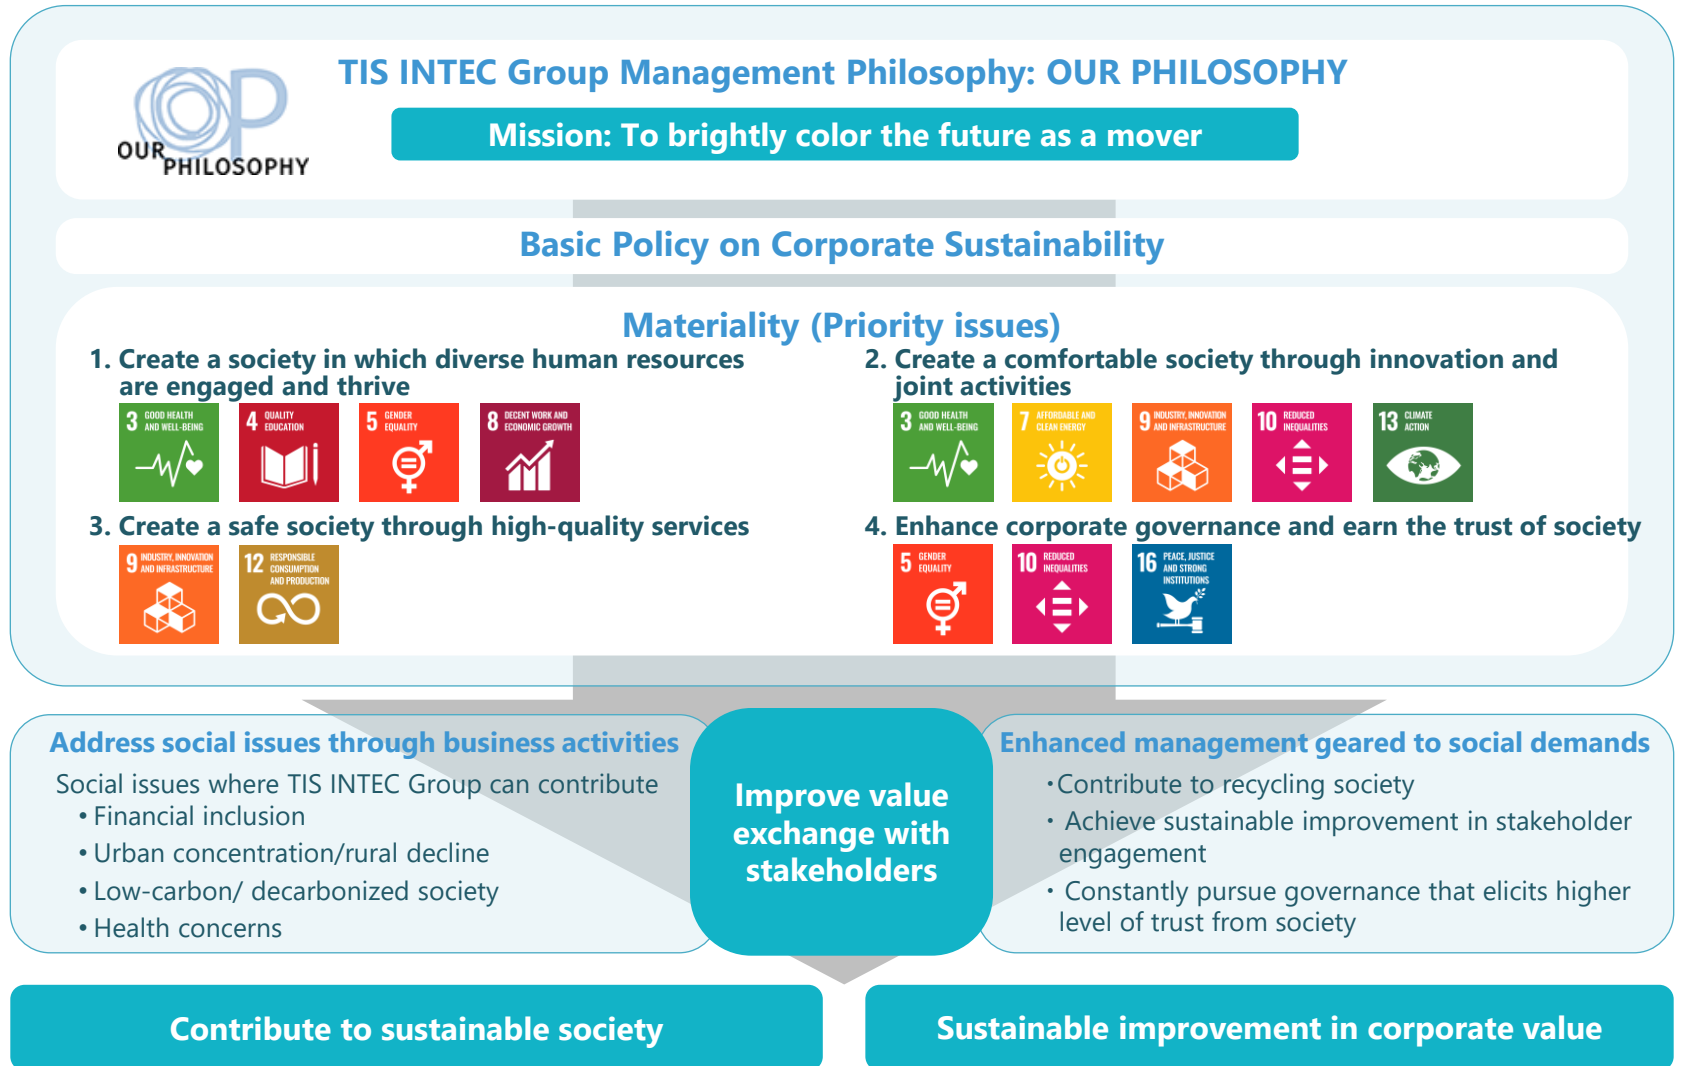 OP
OUR
PHILOSOPHY
TIS INTEC Group Management Philosophy: OUR PHILOSOPHY
Mission: To brightly color the future as a mover
Basic Policy on Corporate Sustainability
Materiality (Priority issues)
1. Create a society in which diverse human resources
are engaged and thrive
3 GOOD HEALTH
AND WELL-BEING
4 QUALITY
EDUCATION
5 GENDER
EQUALITY
8 DECENT WORK AND
ECONOMIC GROWTH
2. Create a comfortable society through innovation and
joint activities
3 GOOD HEALTH
AND WELL-BEING
7 AFFORDABLE AND
CLEAN ENERGY
9 INDUSTRY, INNOVATION
AND INFRASTRUCTURE
10 REDUCED
INEQUALITIES
13 CLIMATE
ACTION
3. Create a safe society through high-quality services
9 INDUSTRY, INNOVATION
AND INFRASTRUCTURE
12 RESPONSIBLE
CONSUMPTION
AND PRODUCTION
4. Enhance corporate governance and earn the trust of society
5 GENDER
EQUALITY
10 REDUCED
INEQUALITIES
16 PEACE, JUSTICE
AND STRONG
INSTITUTIONS
Address social issues through business activities
Social issues where TIS INTEC Group can contribute
• Financial inclusion
• Urban concentration/rural decline
• Low-carbon/ decarbonized society
• Health concerns
Improve value
exchange with
stakeholders
Enhanced management geared to social demands
・Contribute to recycling society
・ Achieve sustainable improvement in stakeholder
engagement
・ Constantly pursue governance that elicits higher
level of trust from society
Contribute to sustainable society
Sustainable improvement in corporate value